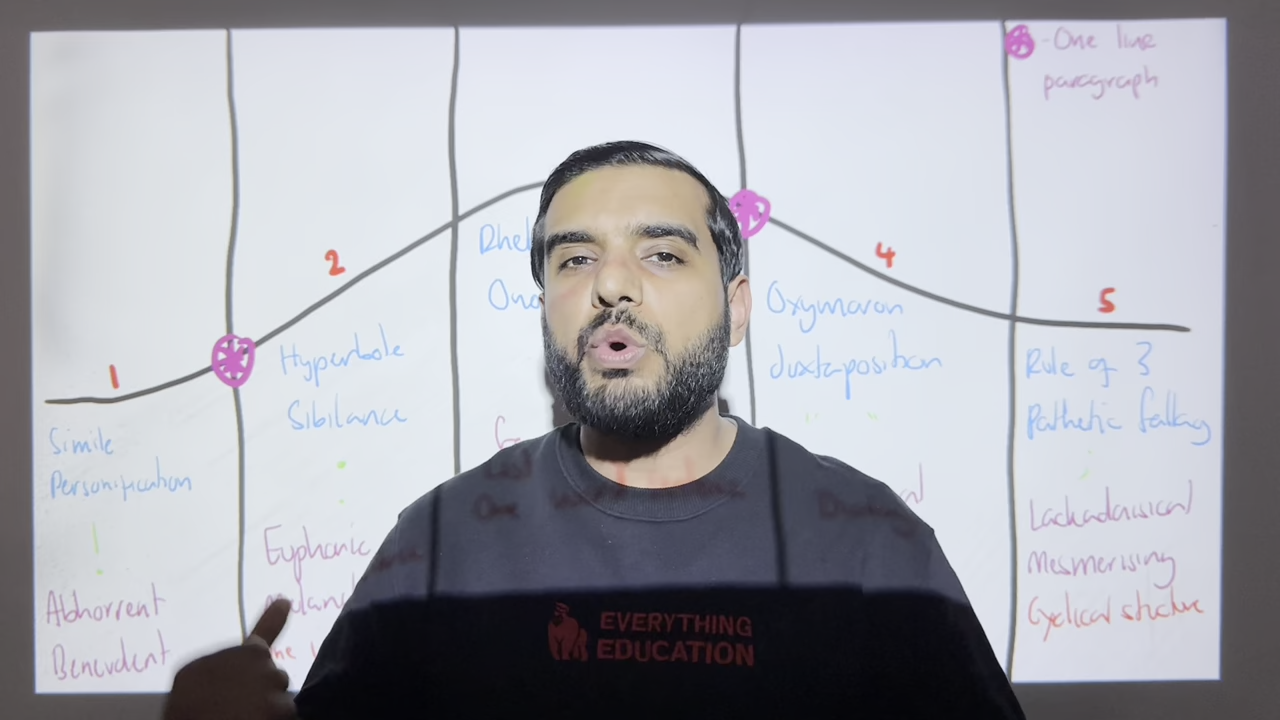 - One line
paragraph
1
Simile
Personification
!
Abhorrent
Benevolent
2
Hyperbole
Sibilance
Euphoric
4
Oxymoron
Juxtaposition
5
Rule of 3
Pathetic fallacy
Lackadaisical
Mesmerising
Cyclical structure
EVERYTHING
EDUCATION